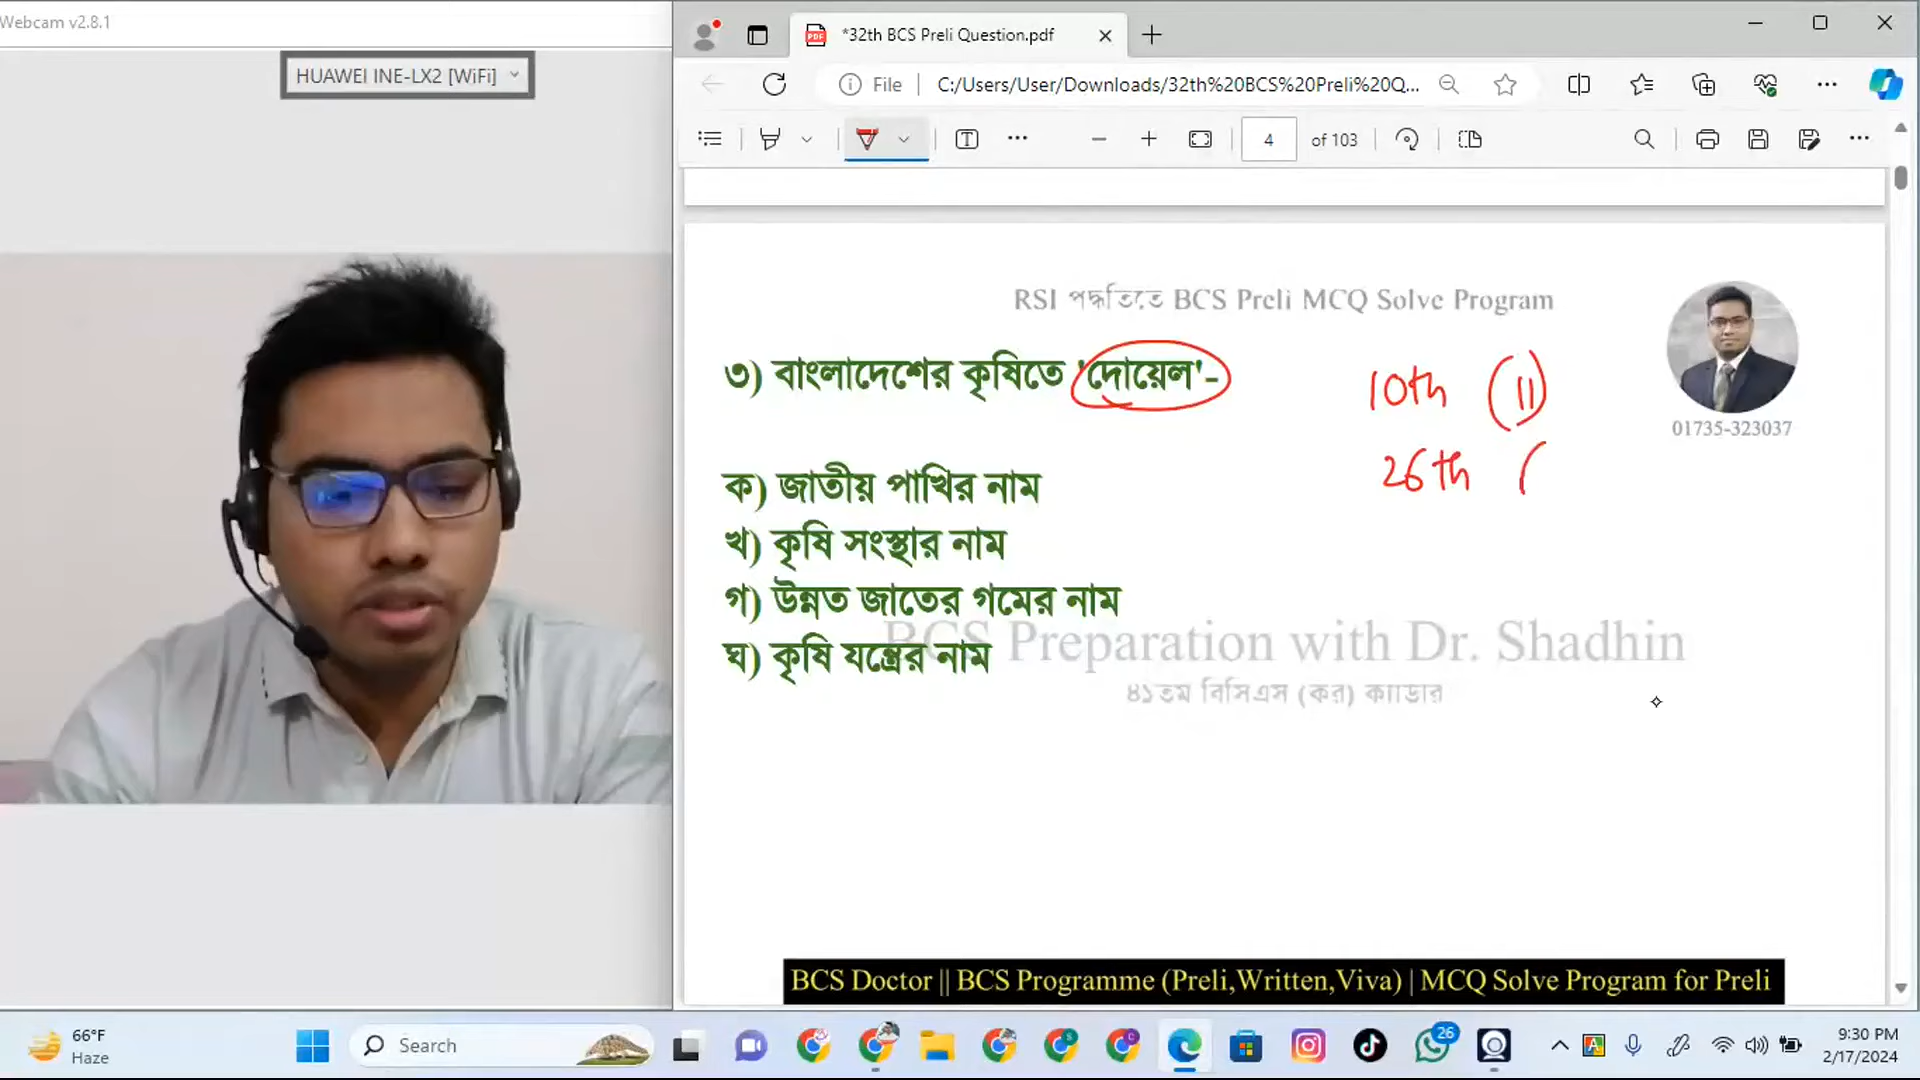 Webcam v2.8.1
HUAWEI INE-LX2 [WiFi]
*32th BCS Preli Question.pdf
File
C:/Users/User/Downloads/32th%20BCS%20Preli%20Q...
4 of 103
RSI পদ্ধতিতে BCS Preli MCQ Solve Program
01735-323037
৩) বাংলাদেশের কৃষিতে 'দোয়েল'-
10th (11)
26th (
ক) জাতীয় পাখির নাম
খ) কৃষি সংস্থার নাম
গ) উন্নত জাতের গমের নাম
ঘ) কৃষি যন্ত্রের নাম
BCS Preparation with Dr. Shadhin
৪১তম বিসিএস (কর) ক্যাডার
BCS Doctor || BCS Programme (Preli,Written,Viva) | MCQ Solve Program for Preli
66°F
Haze
Search
26
9:30 PM
2/17/2024